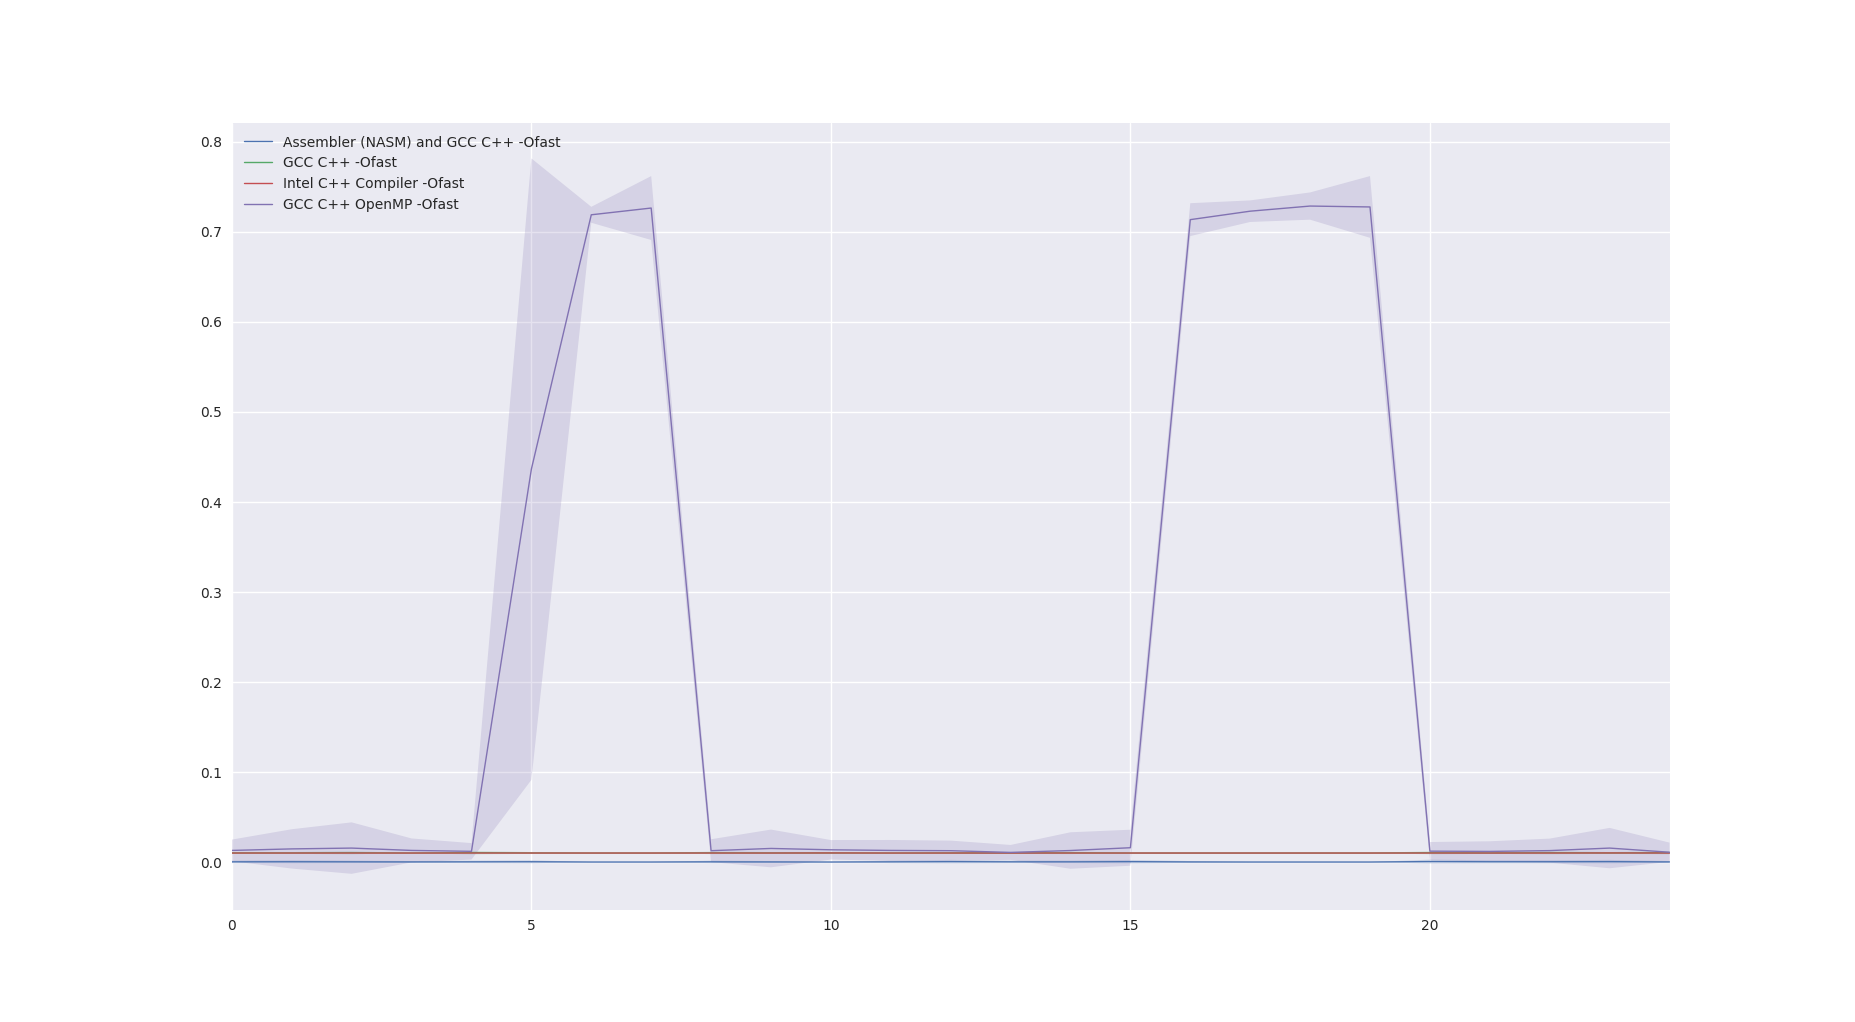 0.8
0.7
0.6
0.5
0.4
0.3
0.2
0.1
0.0
Assembler (NASM) and GCC C++ -Ofast
GCC C++ -Ofast
Intel C++ Compiler -Ofast
GCC C++ OpenMP -Ofast
0 5 10 15 20